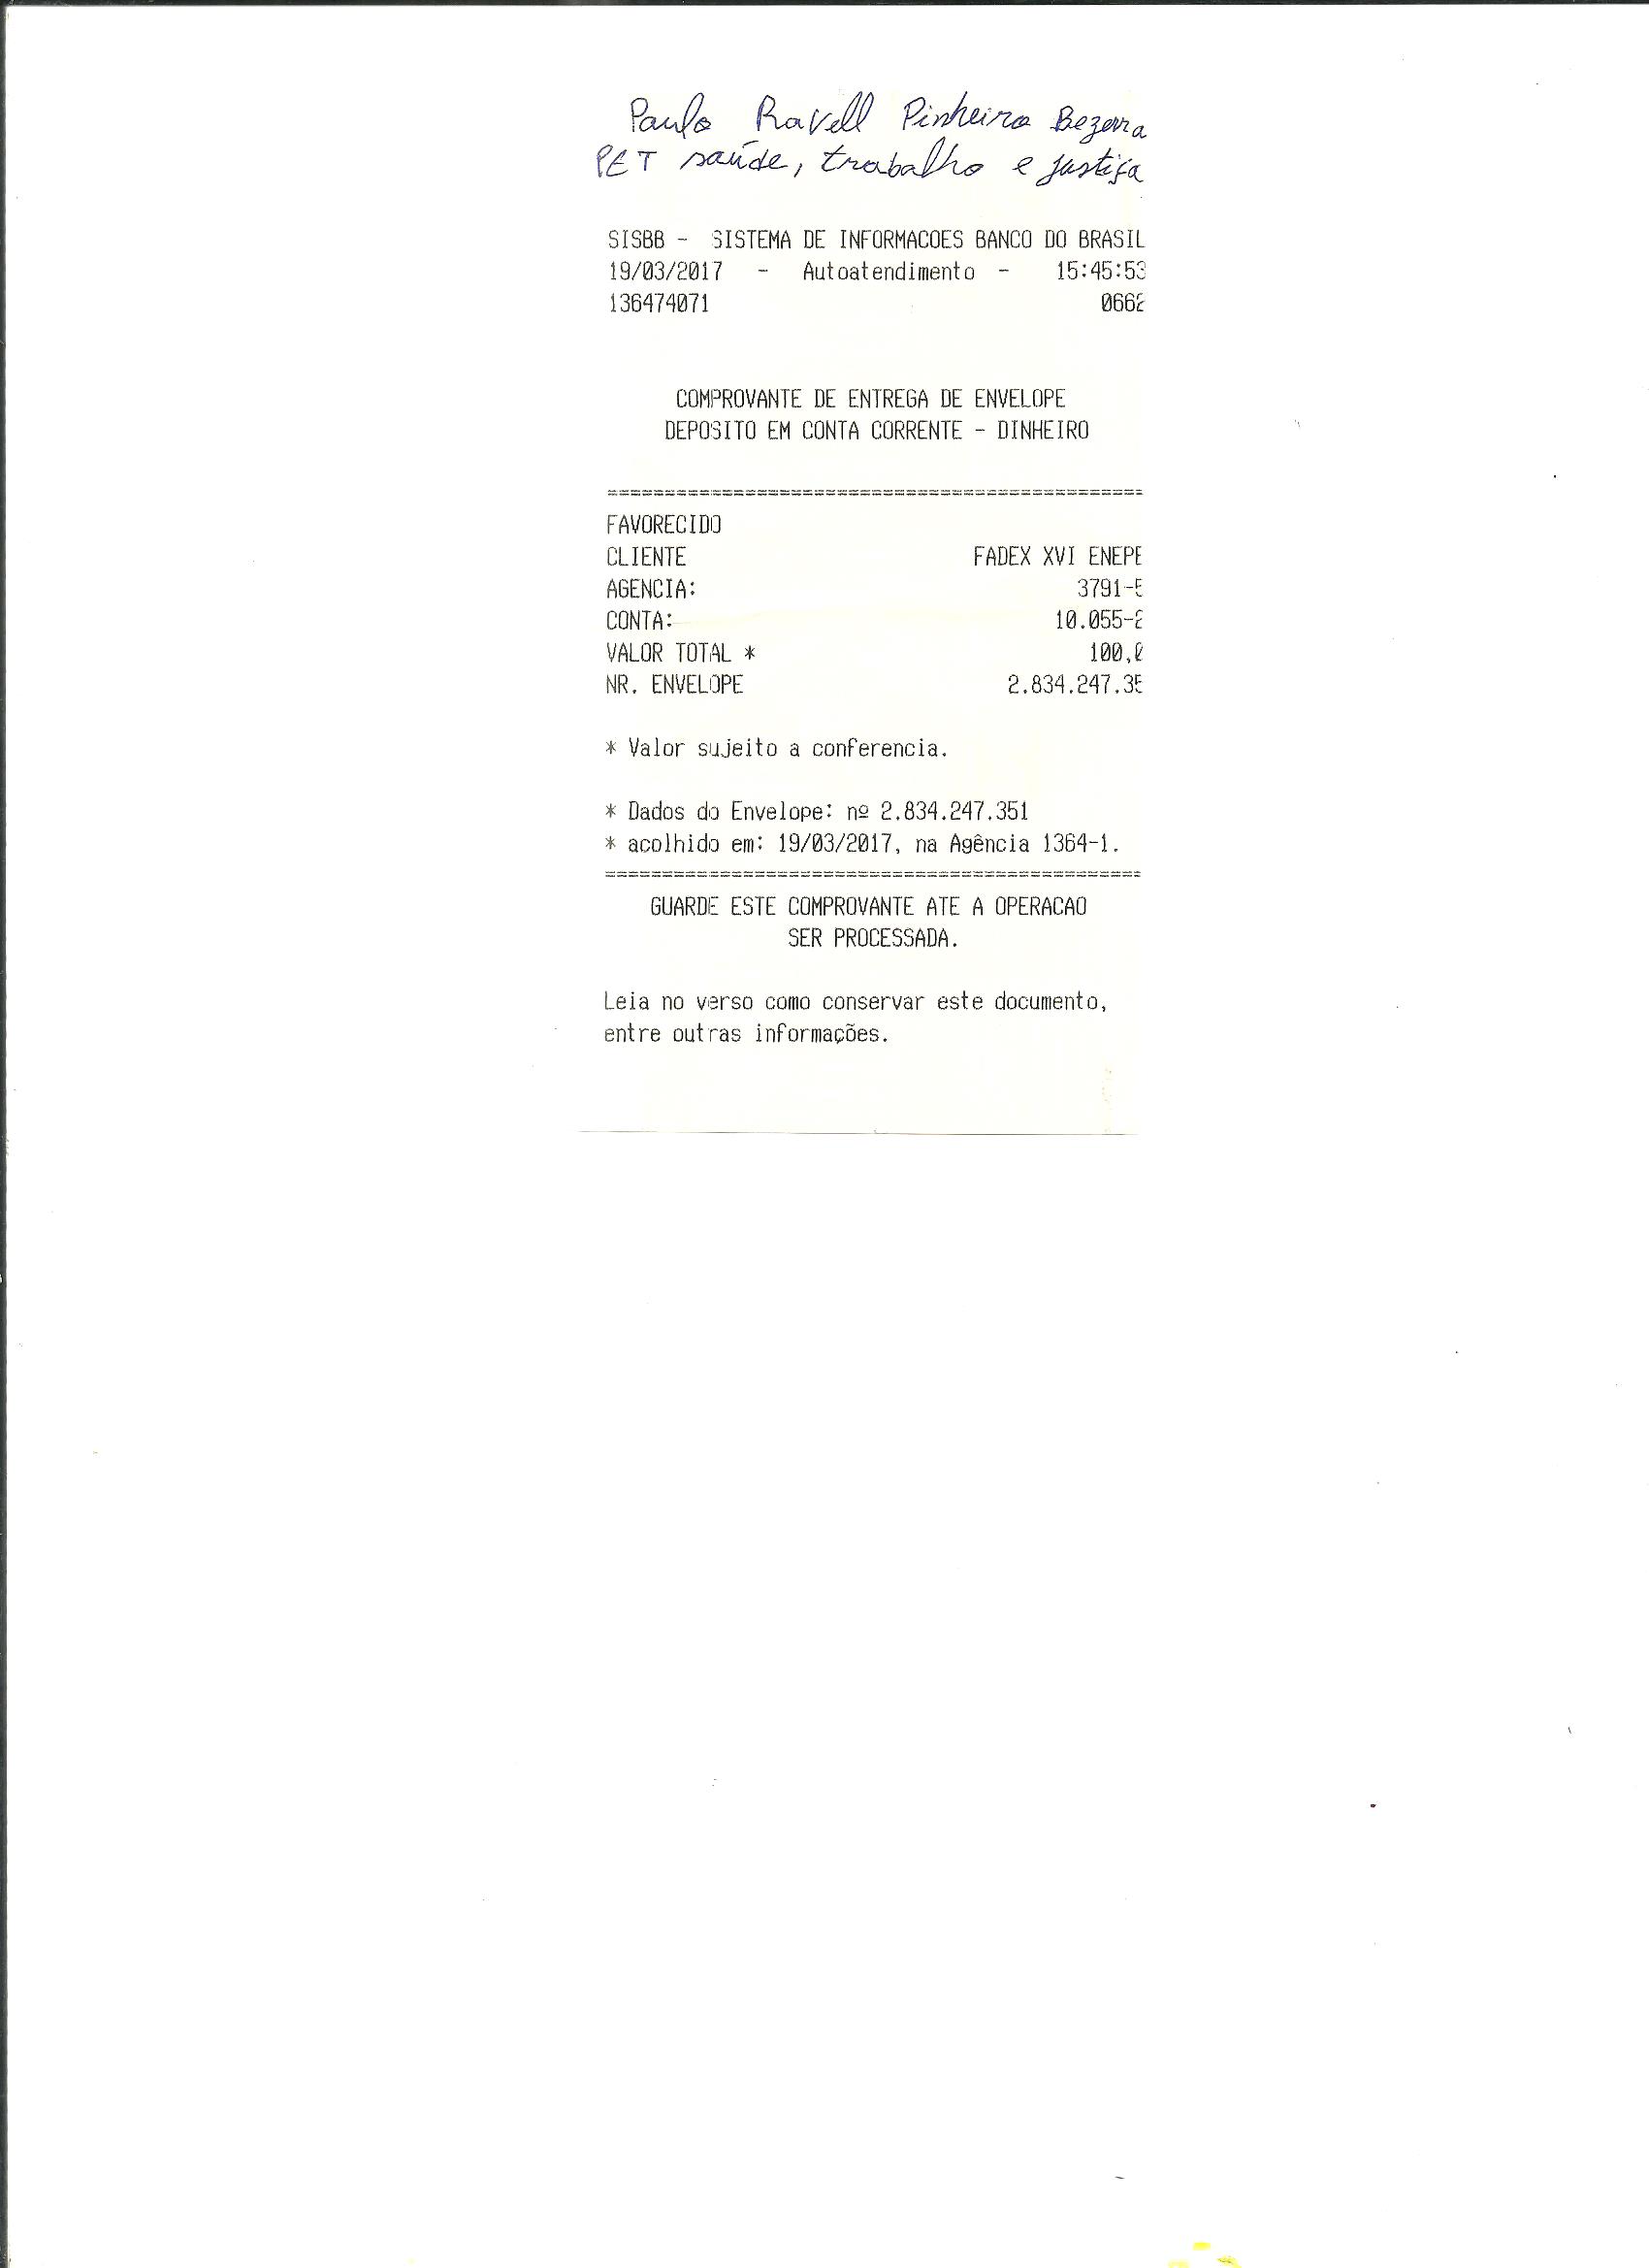 Paulo Ravell Pinheiro Bezerra
PET saúde, trabalho e justiça
SISBB - SISTEMA DE INFORMACOES BANCO DO BRASIL
19/03/2017 - Autoatendimento - 15:45:53
136474071 0662
COMPROVANTE DE ENTREGA DE ENVELOPE
DEPOSITO EM CONTA CORRENTE - DINHEIRO
==============================================
FAVORECIDO
CLIENTE FADEX XVI ENEPE
AGENCIA: 3791-5
CONTA: 10.055-2
VALOR TOTAL * 100,0
NR. ENVELOPE 2.834.247.35
* Valor sujeito a conferencia.
* Dados do Envelope: nº 2.834.247.351
* acolhido em: 19/03/2017, na Agência 1364-1.
==============================================
GUARDE ESTE COMPROVANTE ATE A OPERACAO
SER PROCESSADA.
Leia no verso como conservar este documento,
entre outras informações.